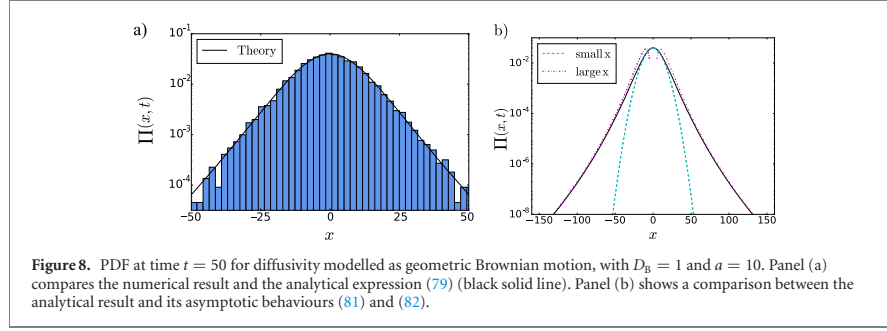 a)
10⁻¹
10⁻²
10⁻³
10⁻⁴
Π(x, t)
Theory
−50 −25 0 25 50
x
b)
10⁻²
10⁻⁴
10⁻⁶
10⁻⁸
Π(x, t)
small x
large x
−150 −100 −50 0 50 100 150
x
Figure 8. PDF at time t = 50 for diffusivity modelled as geometric Brownian motion, with D_B = 1 and a = 10. Panel (a)
compares the numerical result and the analytical expression (79) (black solid line). Panel (b) shows a comparison between the
analytical result and its asymptotic behaviours (81) and (82).